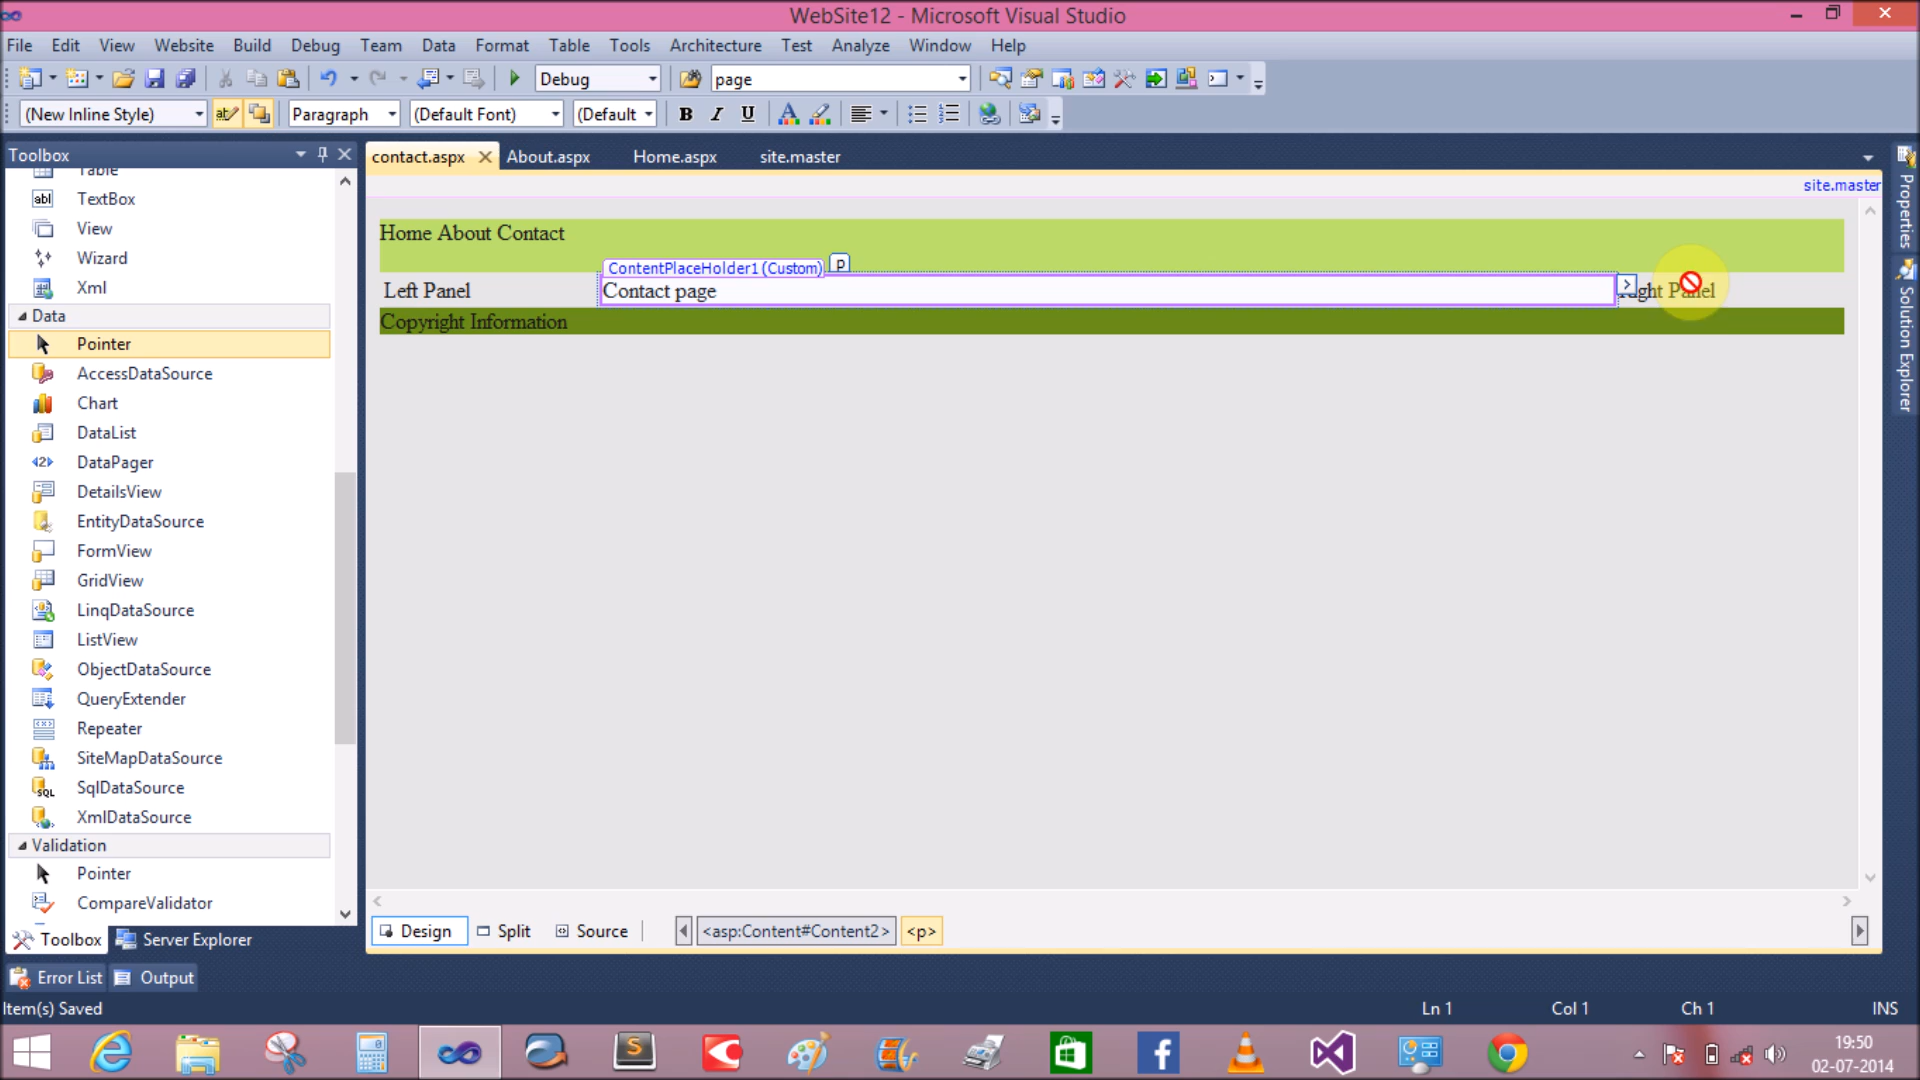 WebSite12 - Microsoft Visual Studio
File Edit View Website Build Debug Team Data Format Table Tools Architecture Test Analyze Window Help
Debug page
(New Inline Style) Paragraph (Default Font) (Default B I U
Toolbox
contact.aspx About.aspx Home.aspx site.master
site.master
Table
TextBox
View
Wizard
Xml
Data
Pointer
AccessDataSource
Chart
DataList
DataPager
DetailsView
EntityDataSource
FormView
GridView
LinqDataSource
ListView
ObjectDataSource
QueryExtender
Repeater
SiteMapDataSource
SqlDataSource
XmlDataSource
Validation
Pointer
CompareValidator
Home About Contact
ContentPlaceHolder1 (Custom) p
Left Panel Contact page Right Panel
Copyright Information
Properties
Solution Explorer
Design Split Source <asp:Content#Content2> <p>
Toolbox Server Explorer
Error List Output
Item(s) Saved Ln 1 Col 1 Ch 1 INS
19:50
02-07-2014